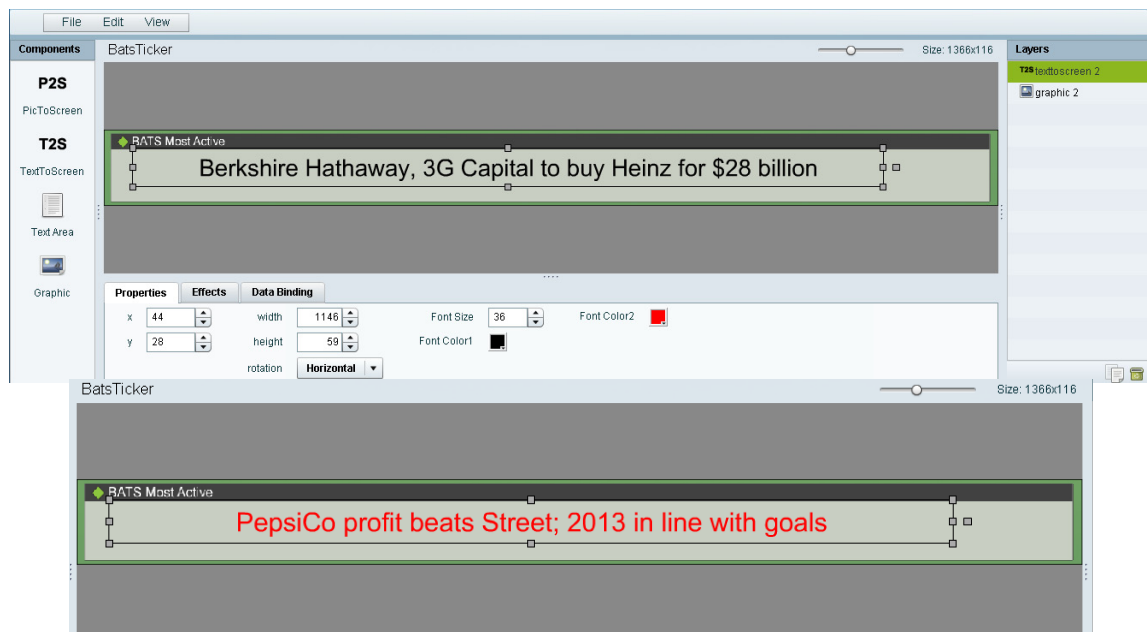 File Edit View
Components BatsTicker Size: 1366x116 Layers
T2S texttoscreen 2
graphic 2
P2S
PicToScreen
T2S
TextToScreen
Text Area
Graphic
BATS Most Active
Berkshire Hathaway, 3G Capital to buy Heinz for $28 billion
Properties Effects Data Binding
x 44 width 1146 Font Size 36 Font Color2
y 28 height 59 Font Color1
rotation Horizontal
BatsTicker Size: 1366x116
BATS Most Active
PepsiCo profit beats Street; 2013 in line with goals